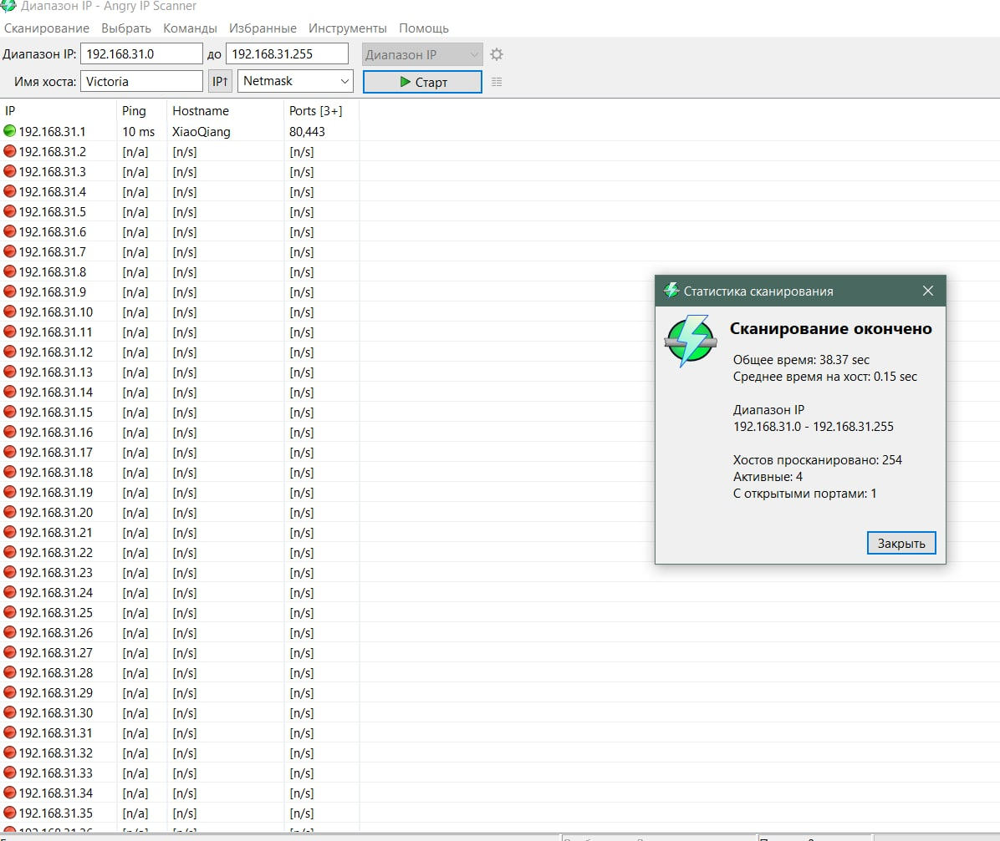 Диапазон IP - Angry IP Scanner
Сканирование Выбрать Команды Избранные Инструменты Помощь
Диапазон IP: 192.168.31.0 до 192.168.31.255 Диапазон IP
Имя хоста: Victoria IP↑ Netmask Старт
IP Ping Hostname Ports [3+]
192.168.31.1 10 ms XiaoQiang 80,443
192.168.31.2 [n/a] [n/s] [n/s]
192.168.31.3 [n/a] [n/s] [n/s]
192.168.31.4 [n/a] [n/s] [n/s]
192.168.31.5 [n/a] [n/s] [n/s]
192.168.31.6 [n/a] [n/s] [n/s]
192.168.31.7 [n/a] [n/s] [n/s]
192.168.31.8 [n/a] [n/s] [n/s]
192.168.31.9 [n/a] [n/s] [n/s]
192.168.31.10 [n/a] [n/s] [n/s]
192.168.31.11 [n/a] [n/s] [n/s]
192.168.31.12 [n/a] [n/s] [n/s]
192.168.31.13 [n/a] [n/s] [n/s]
192.168.31.14 [n/a] [n/s] [n/s]
192.168.31.15 [n/a] [n/s] [n/s]
192.168.31.16 [n/a] [n/s] [n/s]
192.168.31.17 [n/a] [n/s] [n/s]
192.168.31.18 [n/a] [n/s] [n/s]
192.168.31.19 [n/a] [n/s] [n/s]
192.168.31.20 [n/a] [n/s] [n/s]
192.168.31.21 [n/a] [n/s] [n/s]
192.168.31.22 [n/a] [n/s] [n/s]
192.168.31.23 [n/a] [n/s] [n/s]
192.168.31.24 [n/a] [n/s] [n/s]
192.168.31.25 [n/a] [n/s] [n/s]
192.168.31.26 [n/a] [n/s] [n/s]
192.168.31.27 [n/a] [n/s] [n/s]
192.168.31.28 [n/a] [n/s] [n/s]
192.168.31.29 [n/a] [n/s] [n/s]
192.168.31.30 [n/a] [n/s] [n/s]
192.168.31.31 [n/a] [n/s] [n/s]
192.168.31.32 [n/a] [n/s] [n/s]
192.168.31.33 [n/a] [n/s] [n/s]
192.168.31.34 [n/a] [n/s] [n/s]
192.168.31.35 [n/a] [n/s] [n/s]
Статистика сканирования
Сканирование окончено
Общее время: 38.37 sec
Среднее время на хост: 0.15 sec
Диапазон IP
192.168.31.0 - 192.168.31.255
Хостов просканировано: 254
Активные: 4
С открытыми портами: 1
Закрыть